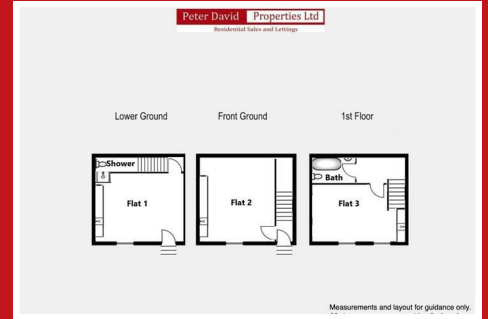 Peter David Properties Ltd
Residential Sales and Lettings
Lower Ground
Front Ground
1st Floor
Shower
Bath
Flat 1
Flat 2
Flat 3
Measurements and layout for guidance only.